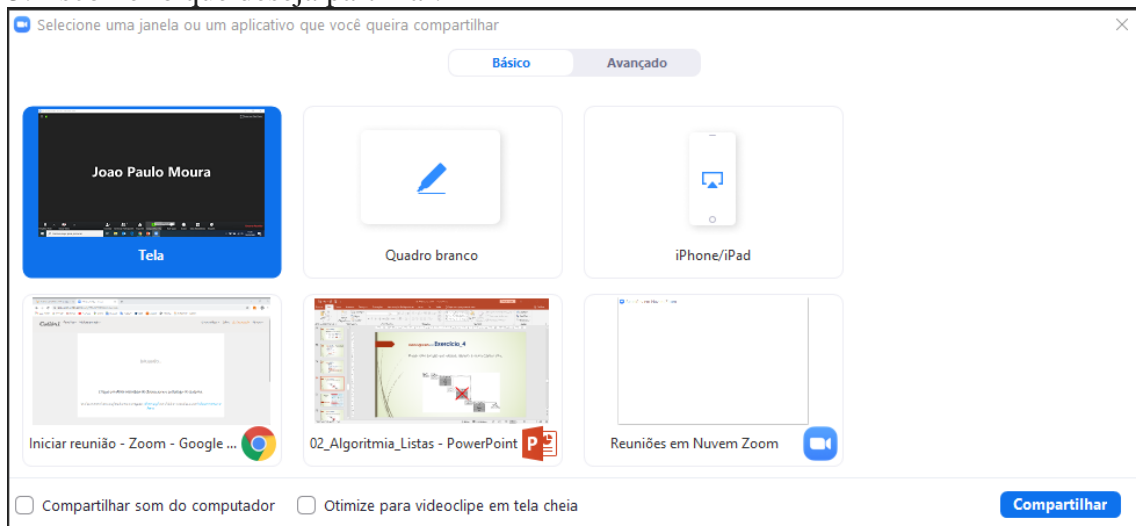 Selecione uma janela ou um aplicativo que você queira compartilhar
Básico Avançado
Joao Paulo Moura
Tela
Quadro branco
iPhone/iPad
Exercício_4
Iniciar reunião - Zoom - Google ...
02_Algoritmia_Listas - PowerPoint
Reuniões em Nuvem Zoom
Compartilhar som do computador
Otimize para videoclipe em tela cheia
Compartilhar